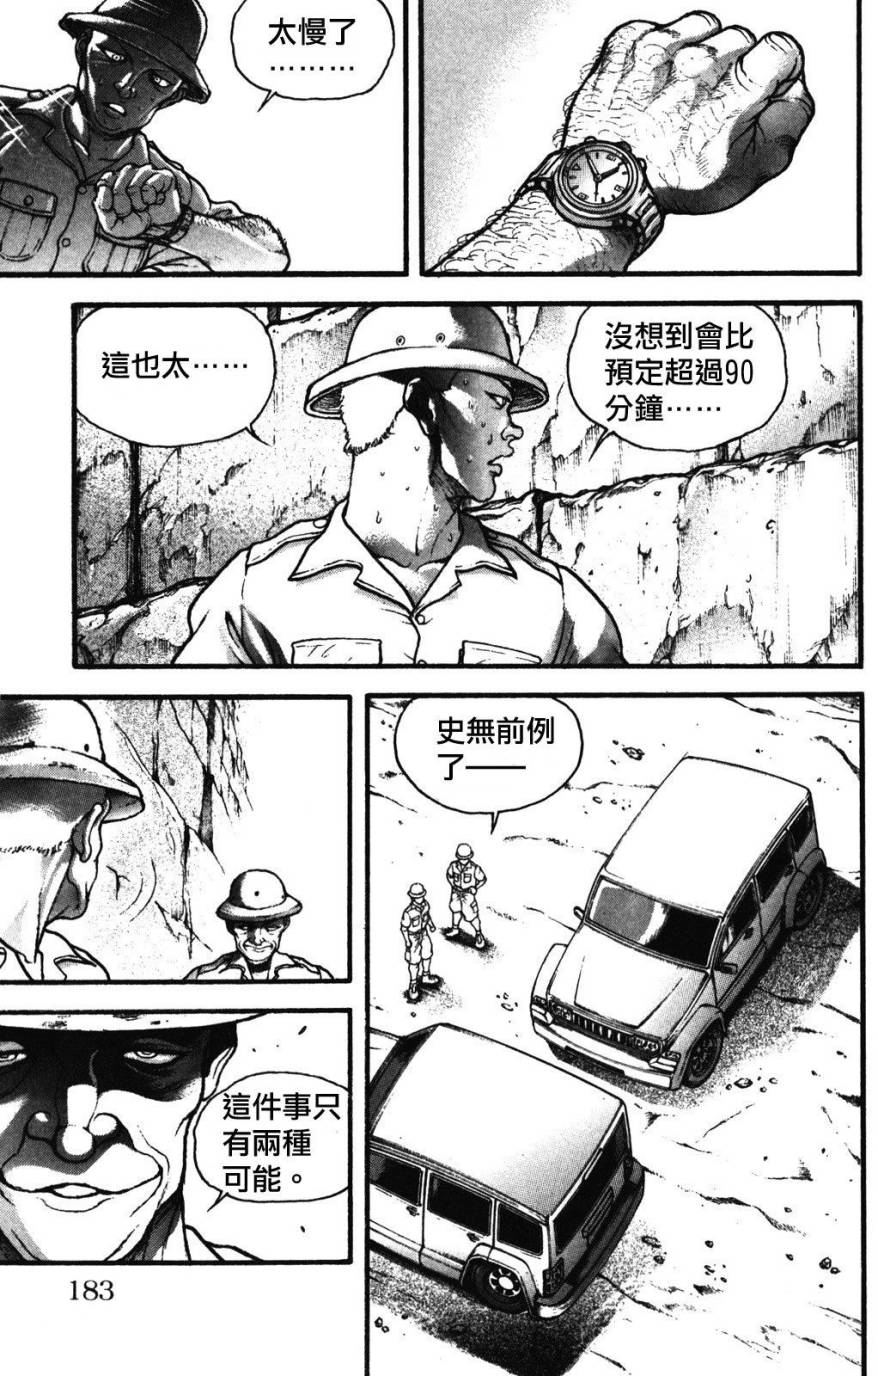 太慢了
………
沒想到會比
預定超過90
分鐘……
這也太……
史無前例
了——
這件事只
有兩種
可能。
183